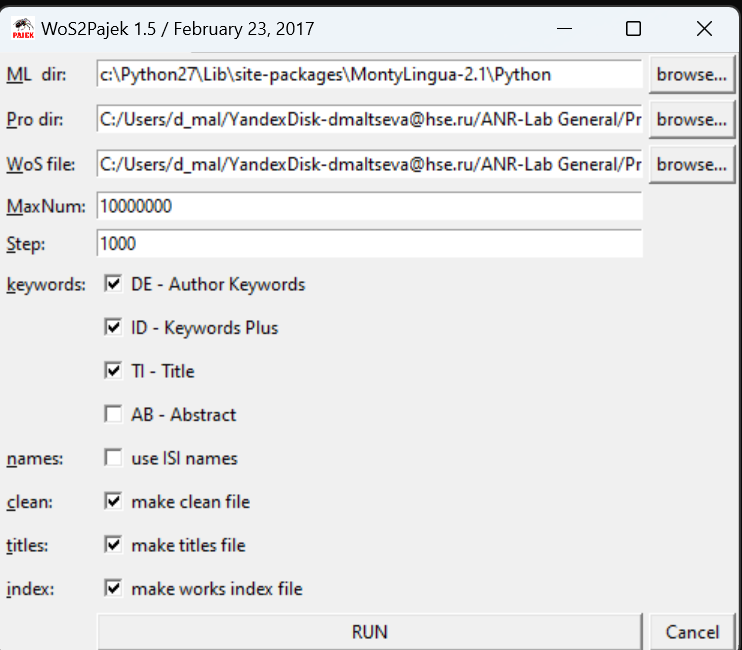 PAJEK WoS2Pajek 1.5 / February 23, 2017
ML dir: c:\Python27\Lib\site-packages\MontyLingua-2.1\Python browse...
Pro dir: C:/Users/d_mal/YandexDisk-dmaltseva@hse.ru/ANR-Lab General/Pr browse...
WoS file: C:/Users/d_mal/YandexDisk-dmaltseva@hse.ru/ANR-Lab General/Pr browse...
MaxNum: 10000000
Step: 1000
keywords: DE - Author Keywords
ID - Keywords Plus
TI - Title
AB - Abstract
names: use ISI names
clean: make clean file
titles: make titles file
index: make works index file
RUN Cancel